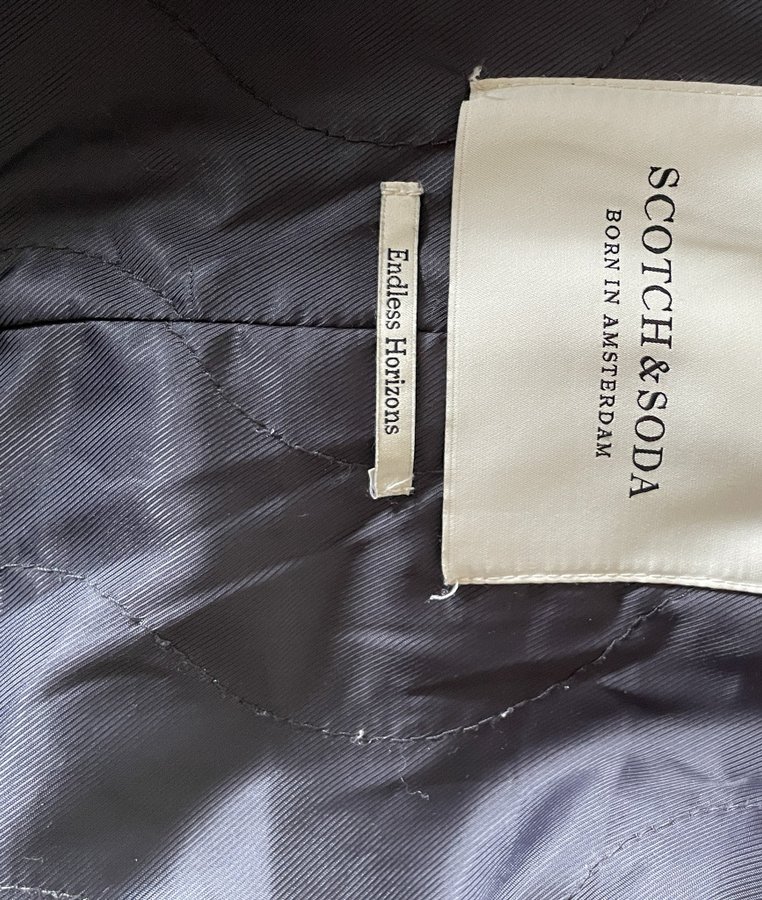 SCOTCH & SODA
BORN IN AMSTERDAM
Endless Horizons